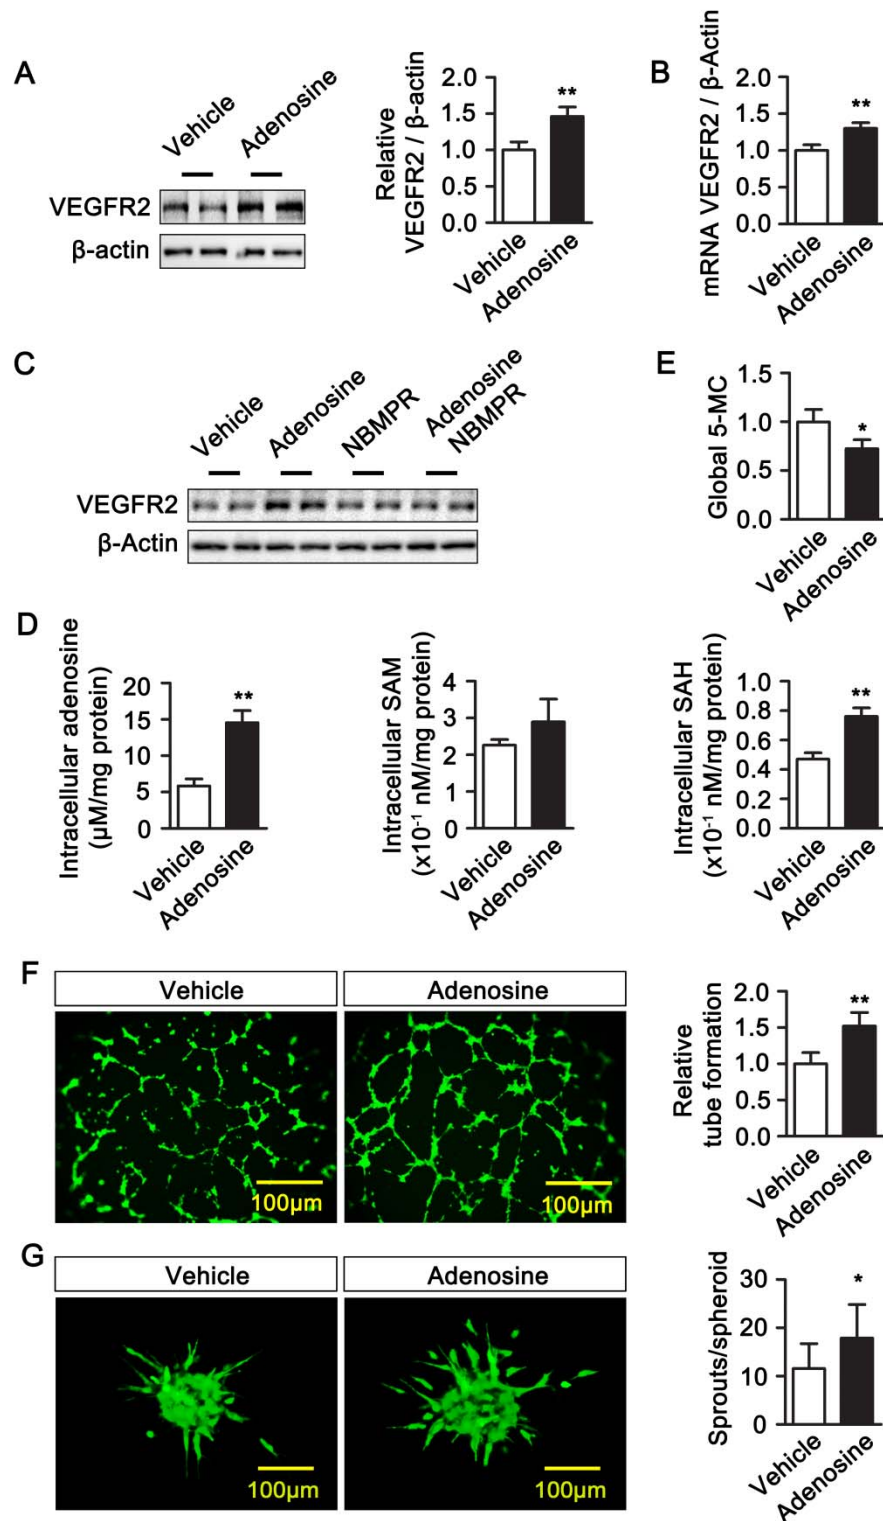 A
Vehicle
Adenosine
VEGFR2
β-actin
Relative
VEGFR2 / β-actin
2.0
1.5
1.0
0.5
0.0
**
Vehicle
Adenosine
B
mRNA VEGFR2 / β-Actin
2.0
1.5
1.0
0.5
0.0
**
Vehicle
Adenosine
C
Vehicle
Adenosine
NBMPR
Adenosine
NBMPR
VEGFR2
β-Actin
E
Global 5-MC
1.5
1.0
0.5
0.0
*
Vehicle
Adenosine
D
Intracellular adenosine
(µM/mg protein)
20
15
10
5
0
**
Vehicle
Adenosine
Intracellular SAM
(x10⁻¹ nM/mg protein)
4
3
2
1
0
Vehicle
Adenosine
Intracellular SAH
(x10⁻¹ nM/mg protein)
1.0
0.8
0.6
0.4
0.2
0.0
**
Vehicle
Adenosine
F
Vehicle
Adenosine
100µm
100µm
Relative
tube formation
2.0
1.5
1.0
0.5
0.0
**
Vehicle
Adenosine
G
Vehicle
Adenosine
100µm
100µm
Sprouts/spheroid
30
20
10
0
*
Vehicle
Adenosine